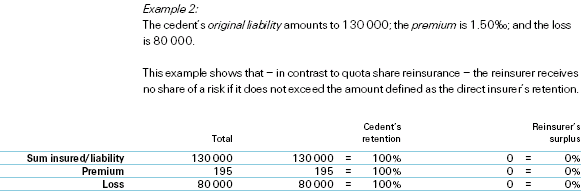 Example 2:
The cedent's original liability amounts to 130 000; the premium is 1.50‰; and the loss
is 80 000.
This example shows that – in contrast to quota share reinsurance – the reinsurer receives
no share of a risk if it does not exceed the amount defined as the direct insurer's retention.
Cedent's Reinsurer's
Total retention surplus
Sum insured/liability 130 000 130 000 = 100% 0 = 0%
Premium 195 195 = 100% 0 = 0%
Loss 80 000 80 000 = 100% 0 = 0%